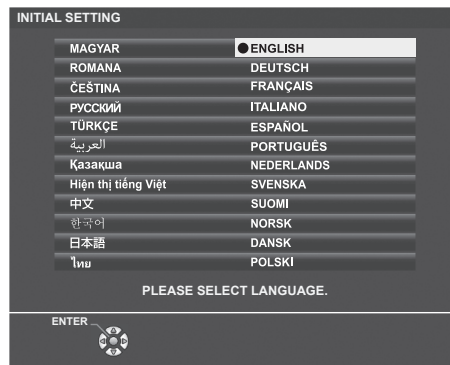 INITIAL SETTING
MAGYAR ENGLISH
ROMANA DEUTSCH
ČEŠTINA FRANÇAIS
РУССКИЙ ITALIANO
TÜRKÇE ESPAÑOL
العربية PORTUGUÊS
Қазақша NEDERLANDS
Hiện thị tiếng Việt SVENSKA
中文 SUOMI
한국어 NORSK
日本語 DANSK
ไทย POLSKI
PLEASE SELECT LANGUAGE.
ENTER